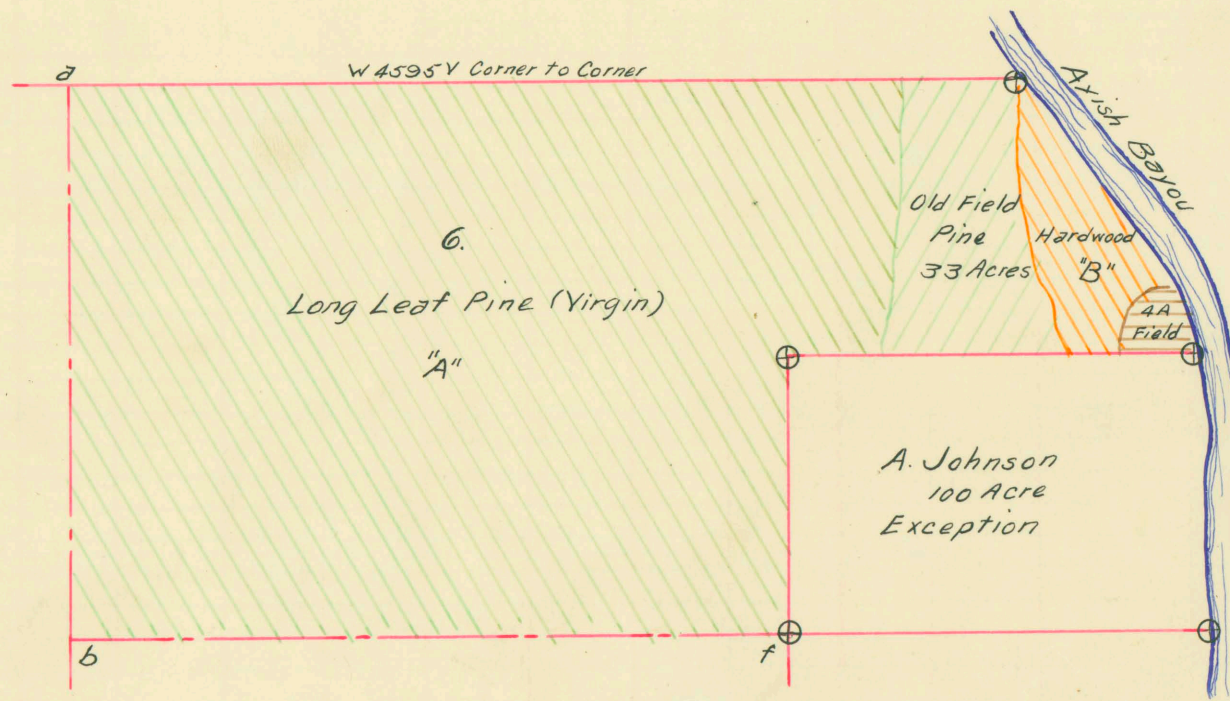 a
W 4595 V Corner to Corner
Ayish Bayou
6.
Long Leaf Pine (Virgin)
"A"
Old Field
Pine
33 Acres
Hardwood
"B"
4A
Field
A. Johnson
100 Acre
Exception
b
f